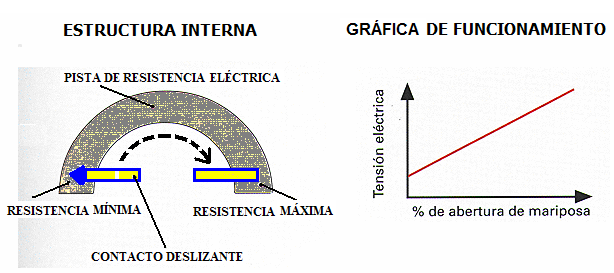 ESTRUCTURA INTERNA
PISTA DE RESISTENCIA ELÉCTRICA
RESISTENCIA MÍNIMA
RESISTENCIA MÁXIMA
CONTACTO DESLIZANTE
GRÁFICA DE FUNCIONAMIENTO
Tensión eléctrica
% de abertura de mariposa